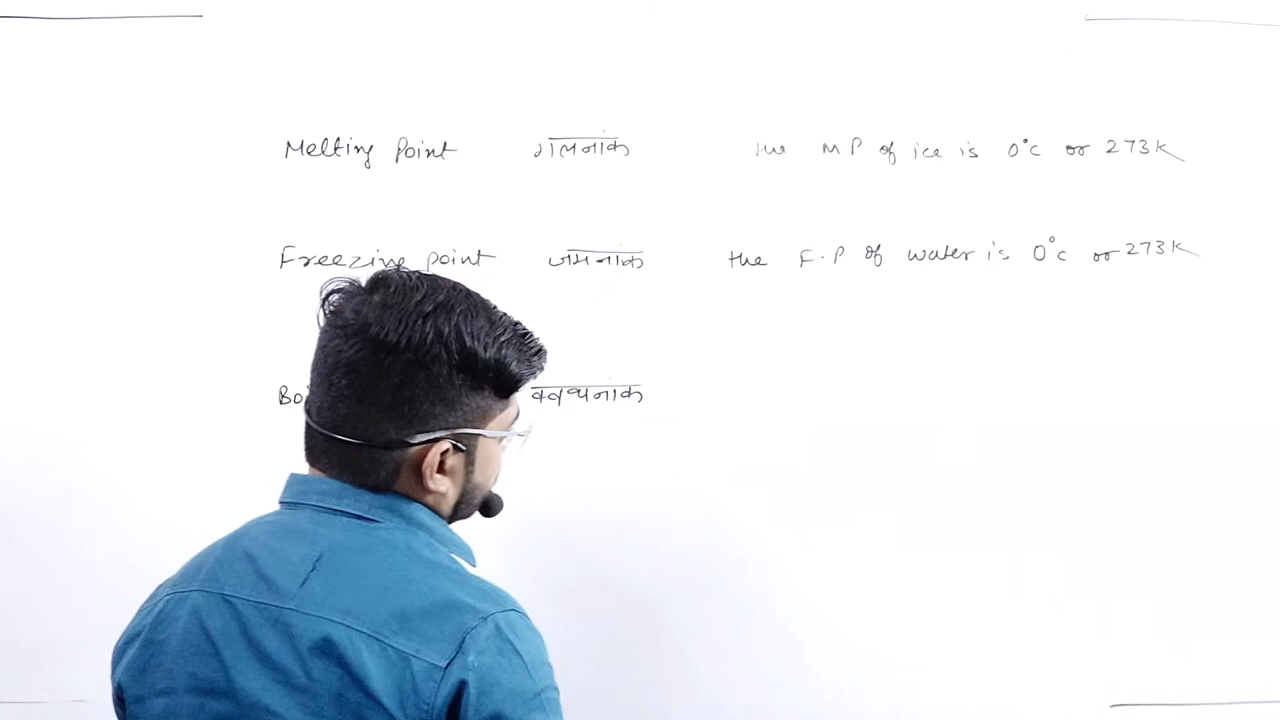 Melting Point गलनांक the MP of ice is 0°C or 273K
Freezing point जमनांक the F.P of water is 0°C or 273K
क्वथनांक